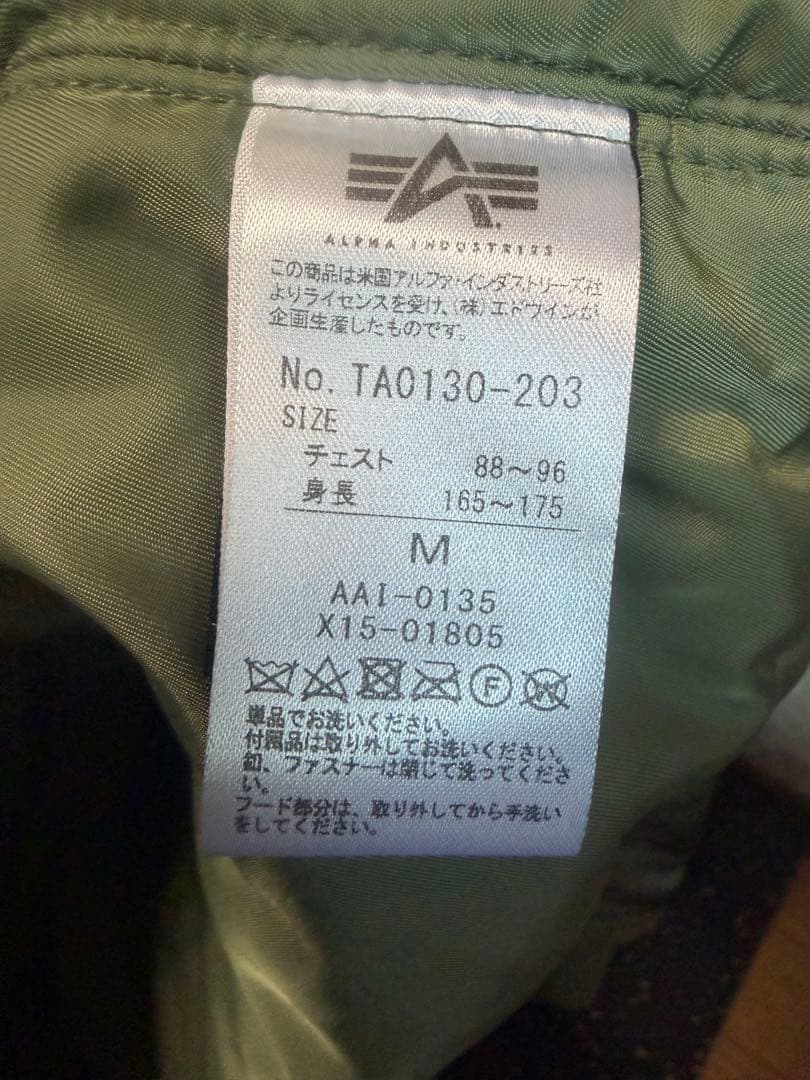 ALPHA INDUSTRIES
この商品は米国アルファ・インダストリーズ社
よりライセンスを受け、(株)エドウインが
企画生産したものです。
No. TA0130-203
SIZE
チェスト 88～96
身長 165～175
M
AAI-0135
X15-01805
F W
単品でお洗いください。
付属品は取り外してお洗いください。
却、ファスナーは閉じて洗ってくださ
い。
フード部分は、取り外してから手洗い
をしてください。